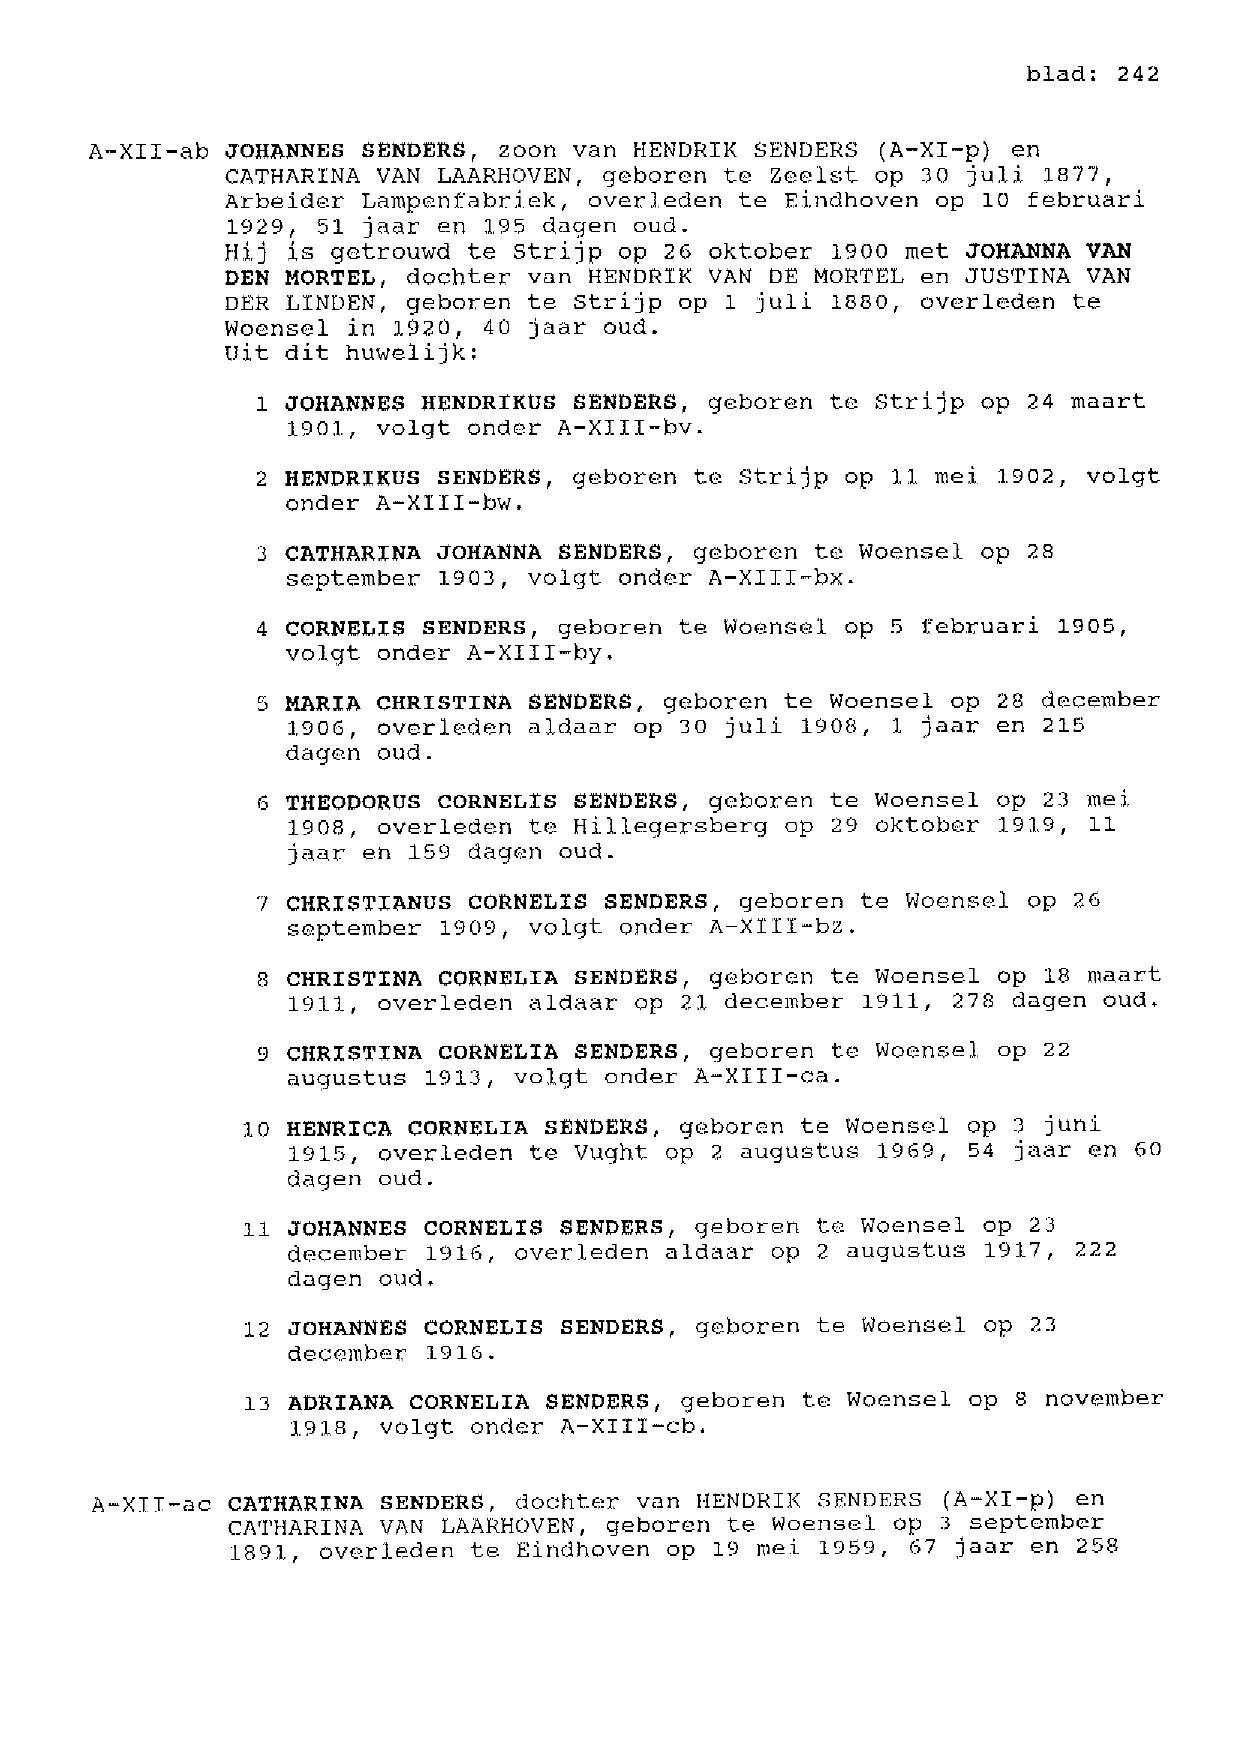 blad: 242
A-XII-ab JOHANNES SENDERS, zoon van HENDRIK SENDERS (A-XI-p) en
CATHARINA VAN LAARHOVEN, geboren te Zeelst op 30 juli 1877,
Arbeider Lampenfabriek, overleden te Eindhoven op 10 februari
1929, 51 jaar en 195 dagen oud.
Hij is getrouwd te Strijp op 26 oktober 1900 met JOHANNA VAN
DEN MORTEL, dochter van HENDRIK VAN DE MORTEL en JUSTINA VAN
DER LINDEN, geboren te Strijp op 1 juli 1880, overleden te
Woensel in 1920, 40 jaar oud.
Uit dit huwelijk:
1 JOHANNES HENDRIKUS SENDERS, geboren te Strijp op 24 maart
1901, volgt onder A-XIII-bv.
2 HENDRIKUS SENDERS, geboren te Strijp op 11 mei 1902, volgt
onder A-XIII-bw.
3 CATHARINA JOHANNA SENDERS, geboren te Woensel op 28
september 1903, volgt onder A-XIII-bx.
4 CORNELIS SENDERS, geboren te Woensel op 5 februari 1905,
volgt onder A-XIII-by.
5 MARIA CHRISTINA SENDERS, geboren te Woensel op 28 december
1906, overleden aldaar op 30 juli 1908, 1 jaar en 215
dagen oud.
6 THEODORUS CORNELIS SENDERS, geboren te Woensel op 23 mei
1908, overleden te Hillegersberg op 29 oktober 1919, 11
jaar en 159 dagen oud.
7 CHRISTIANUS CORNELIS SENDERS, geboren te Woensel op 26
september 1909, volgt onder A-XIII-bz.
8 CHRISTINA CORNELIA SENDERS, geboren te Woensel op 18 maart
1911, overleden aldaar op 21 december 1911, 278 dagen oud.
9 CHRISTINA CORNELIA SENDERS, geboren te Woensel op 22
augustus 1913, volgt onder A-XIII-ca.
10 HENRICA CORNELIA SENDERS, geboren te Woensel op 3 juni
1915, overleden te Vught op 2 augustus 1969, 54 jaar en 60
dagen oud.
11 JOHANNES CORNELIS SENDERS, geboren te Woensel op 23
december 1916, overleden aldaar op 2 augustus 1917, 222
dagen oud.
12 JOHANNES CORNELIS SENDERS, geboren te Woensel op 23
december 1916.
13 ADRIANA CORNELIA SENDERS, geboren te Woensel op 8 november
1918, volgt onder A-XIII-cb.
A-XII-ac CATHARINA SENDERS, dochter van HENDRIK SENDERS (A-XI-p) en
CATHARINA VAN LAARHOVEN, geboren te Woensel op 3 september
1891, overleden te Eindhoven op 19 mei 1959, 67 jaar en 258